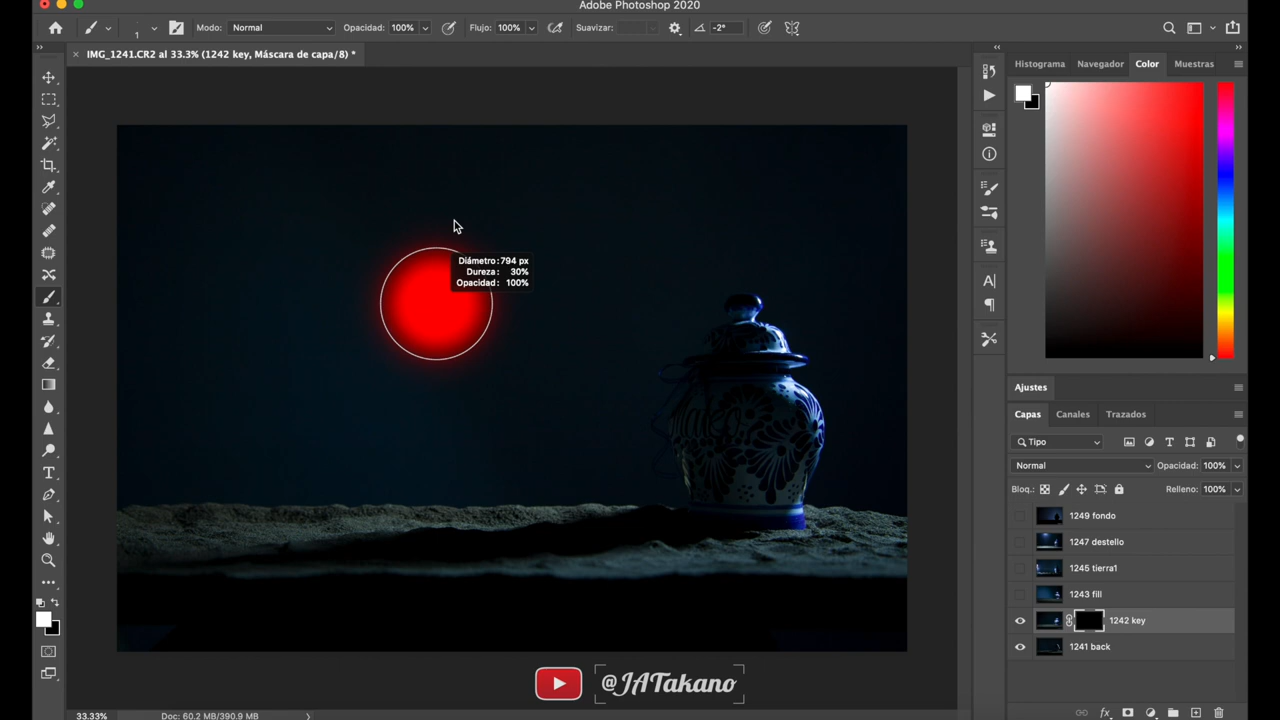 Adobe Photoshop 2020
1
Modo: Normal
Opacidad: 100%
Flujo: 100%
Suavizar:
-2°
× IMG_1241.CR2 al 33.3% (1242 key, Máscara de capa/8) *
Histograma
Navegador
Color
Muestras
Diámetro: 794 px
Dureza: 30%
Opacidad: 100%
Ajustes
Capas
Canales
Trazados
Tipo
Normal
Opacidad: 100%
Bloq.:
Relleno: 100%
1249 fondo
1247 destello
1245 tierra1
1243 fill
1242 key
1241 back
@JATakano
33.33%
Doc: 60.2 MB/390.9 MB